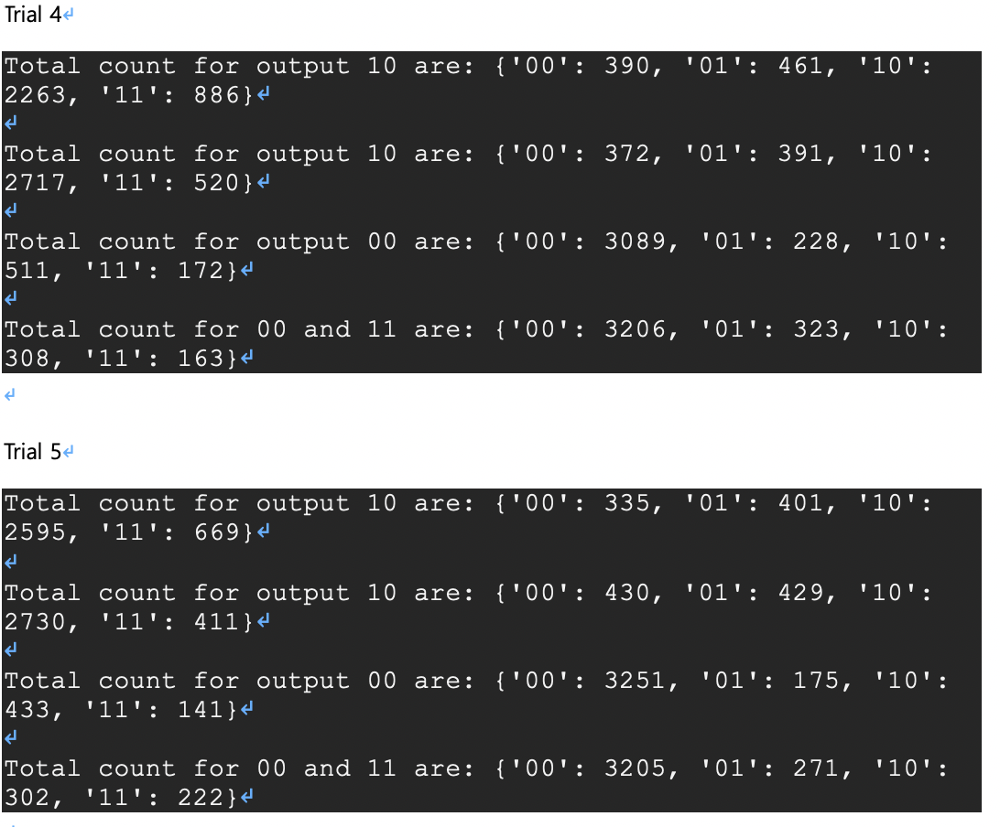 Trial 4↵
Total count for output 10 are: {'00': 390, '01': 461, '10':
2263, '11': 886}↵
↵
Total count for output 10 are: {'00': 372, '01': 391, '10':
2717, '11': 520}↵
↵
Total count for output 00 are: {'00': 3089, '01': 228, '10':
511, '11': 172}↵
↵
Total count for 00 and 11 are: {'00': 3206, '01': 323, '10':
308, '11': 163}↵
↵
Trial 5↵
Total count for output 10 are: {'00': 335, '01': 401, '10':
2595, '11': 669}↵
↵
Total count for output 10 are: {'00': 430, '01': 429, '10':
2730, '11': 411}↵
↵
Total count for output 00 are: {'00': 3251, '01': 175, '10':
433, '11': 141}↵
↵
Total count for 00 and 11 are: {'00': 3205, '01': 271, '10':
302, '11': 222}↵